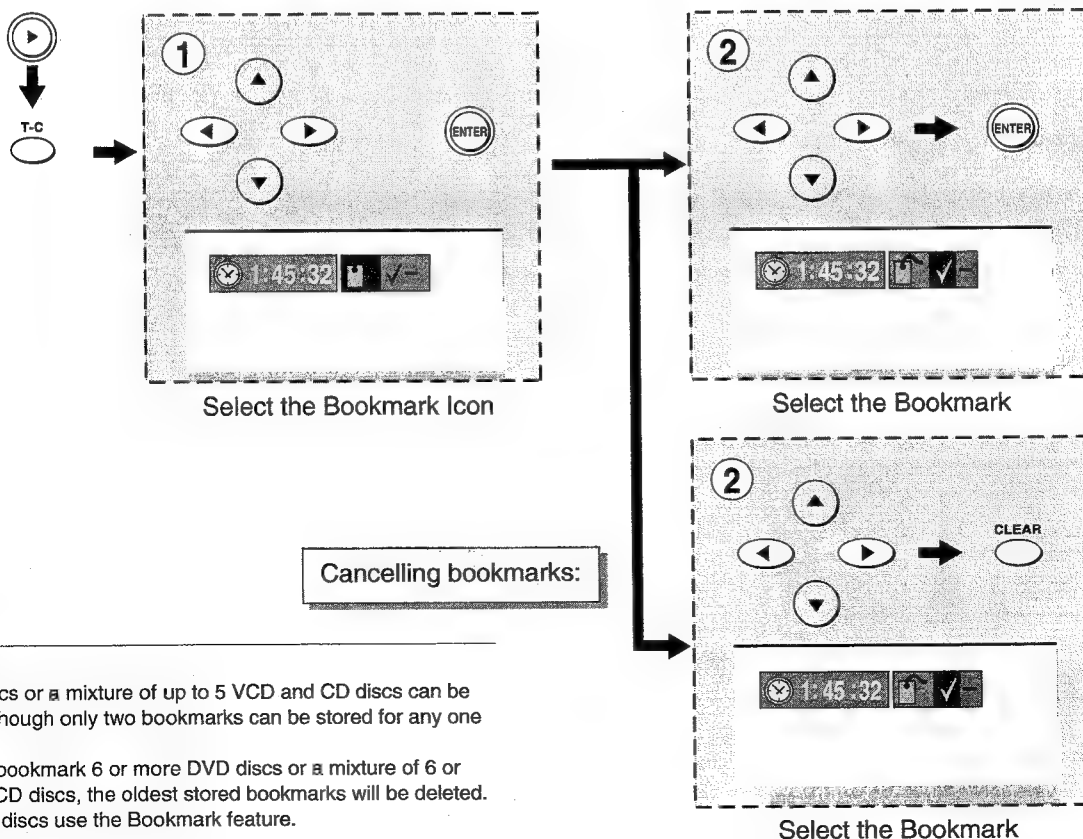 T-C
1
ENTER
1:45:32 ✓–
Select the Bookmark Icon
2
ENTER
1:45:32 ✓–
Select the Bookmark
Cancelling bookmarks:
2
CLEAR
1:45:32 ✓–
Select the Bookmark
cs or a mixture of up to 5 VCD and CD discs can be
hough only two bookmarks can be stored for any one
bookmark 6 or more DVD discs or a mixture of 6 or
CD discs, the oldest stored bookmarks will be deleted.
discs use the Bookmark feature.